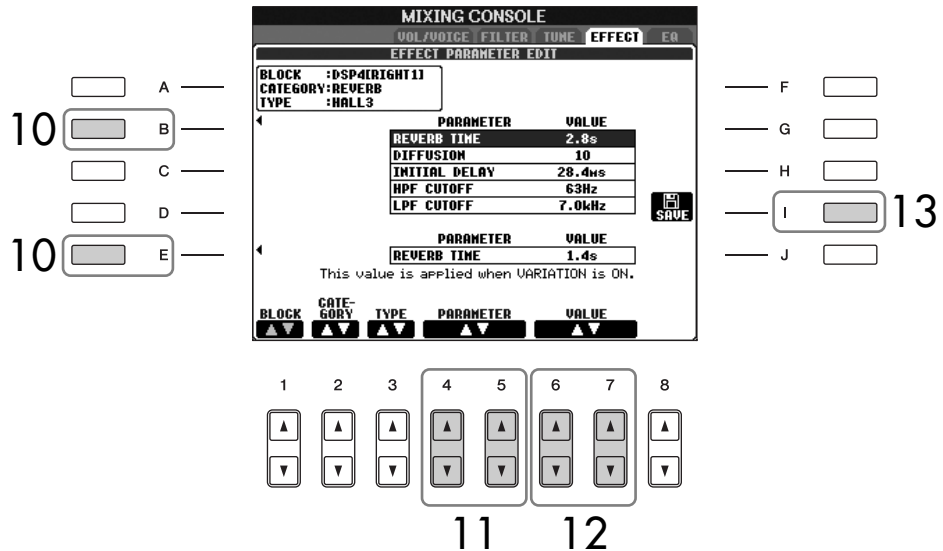 MIXING CONSOLE
VOL/VOICE FILTER TUNE EFFECT EQ
EFFECT PARAMETER EDIT
BLOCK :DSP4[RIGHT1]
CATEGORY:REVERB
TYPE :HALL3
PARAMETER VALUE
REVERB TIME 2.8s
DIFFUSION 10
INITIAL DELAY 28.4ms
HPF CUTOFF 63Hz
LPF CUTOFF 7.0kHz
SAVE
PARAMETER VALUE
REVERB TIME 1.4s
This value is applied when VARIATION is ON.
BLOCK CATE-GORY TYPE PARAMETER VALUE
A
10 B
C
D
10 E
F
G
H
I 13
J
1 2 3 4 5 6 7 8
11 12